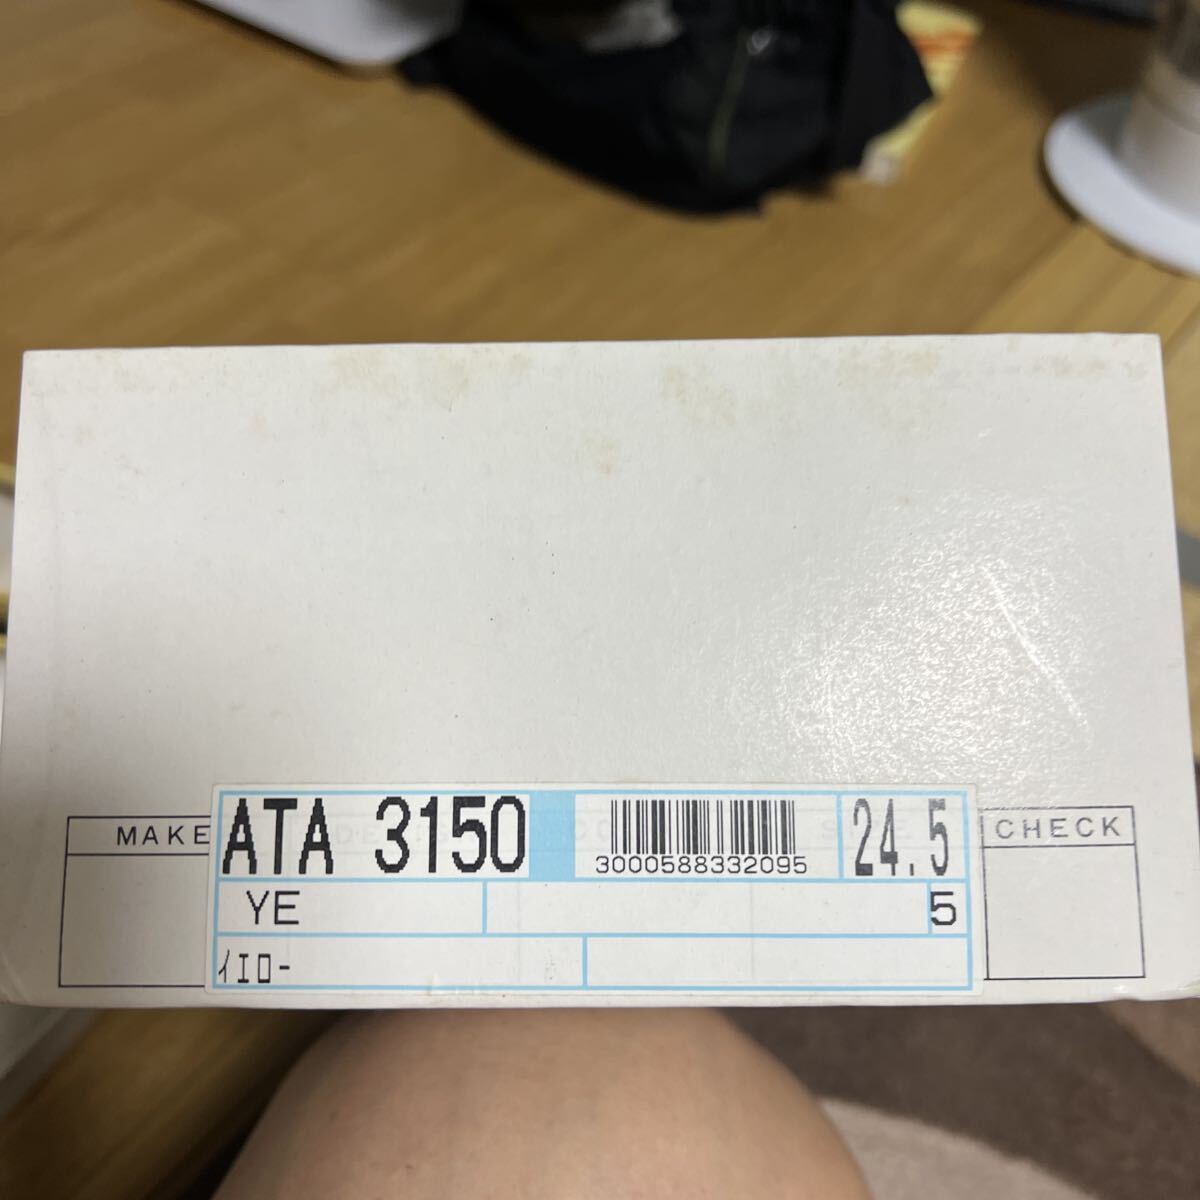 MAKE ATA 3150 24.5 CHECK
3000588332095
YE 5
ｲｴﾛｰ